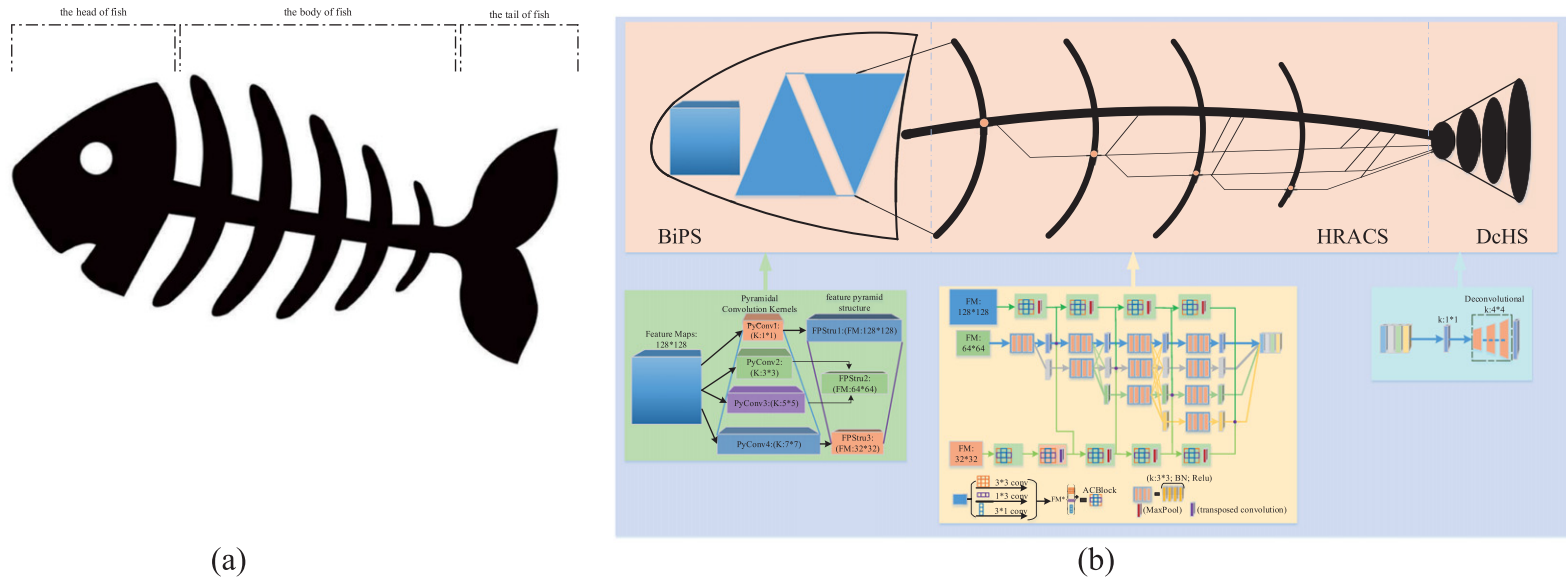 the head of fish
the body of fish
the tail of fish
(a)
BiPS
HRACS
DcHS
Feature Maps:
128*128
Pyramidal
Convolution Kernels
PyConv1:
(K:1*1)
PyConv2:
(K:3*3)
PyConv3:(K:5*5)
PyConv4:(K:7*7)
feature pyramid
structure
FPStru1:(FM:128*128)
FPStru2:
(FM:64*64)
FPStru3:
(FM:32*32)
FM:
128*128
FM:
64*64
FM:
32*32
3*3 conv
1*3 conv
3*1 conv
FM*
ACBlock
(k:3*3; BN; Relu)
(MaxPool)
(transposed convolution)
k:1*1
Deconvolutional
k:4*4
(b)